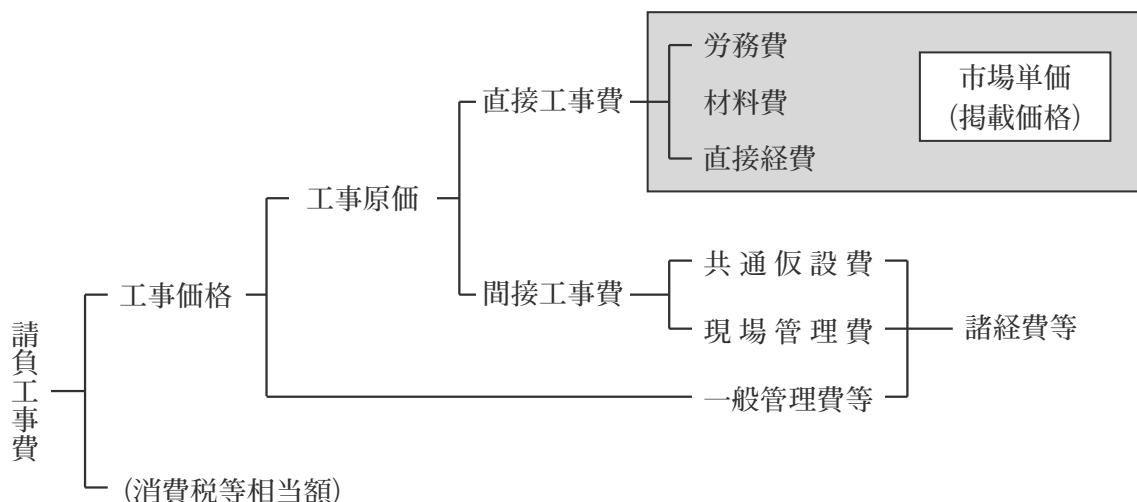 労務費
市場単価
（掲載価格）
直接工事費
材料費
直接経費
工事原価
共通仮設費
間接工事費
工事価格
現場管理費
諸経費等
請負工事費
一般管理費等
（消費税等相当額）